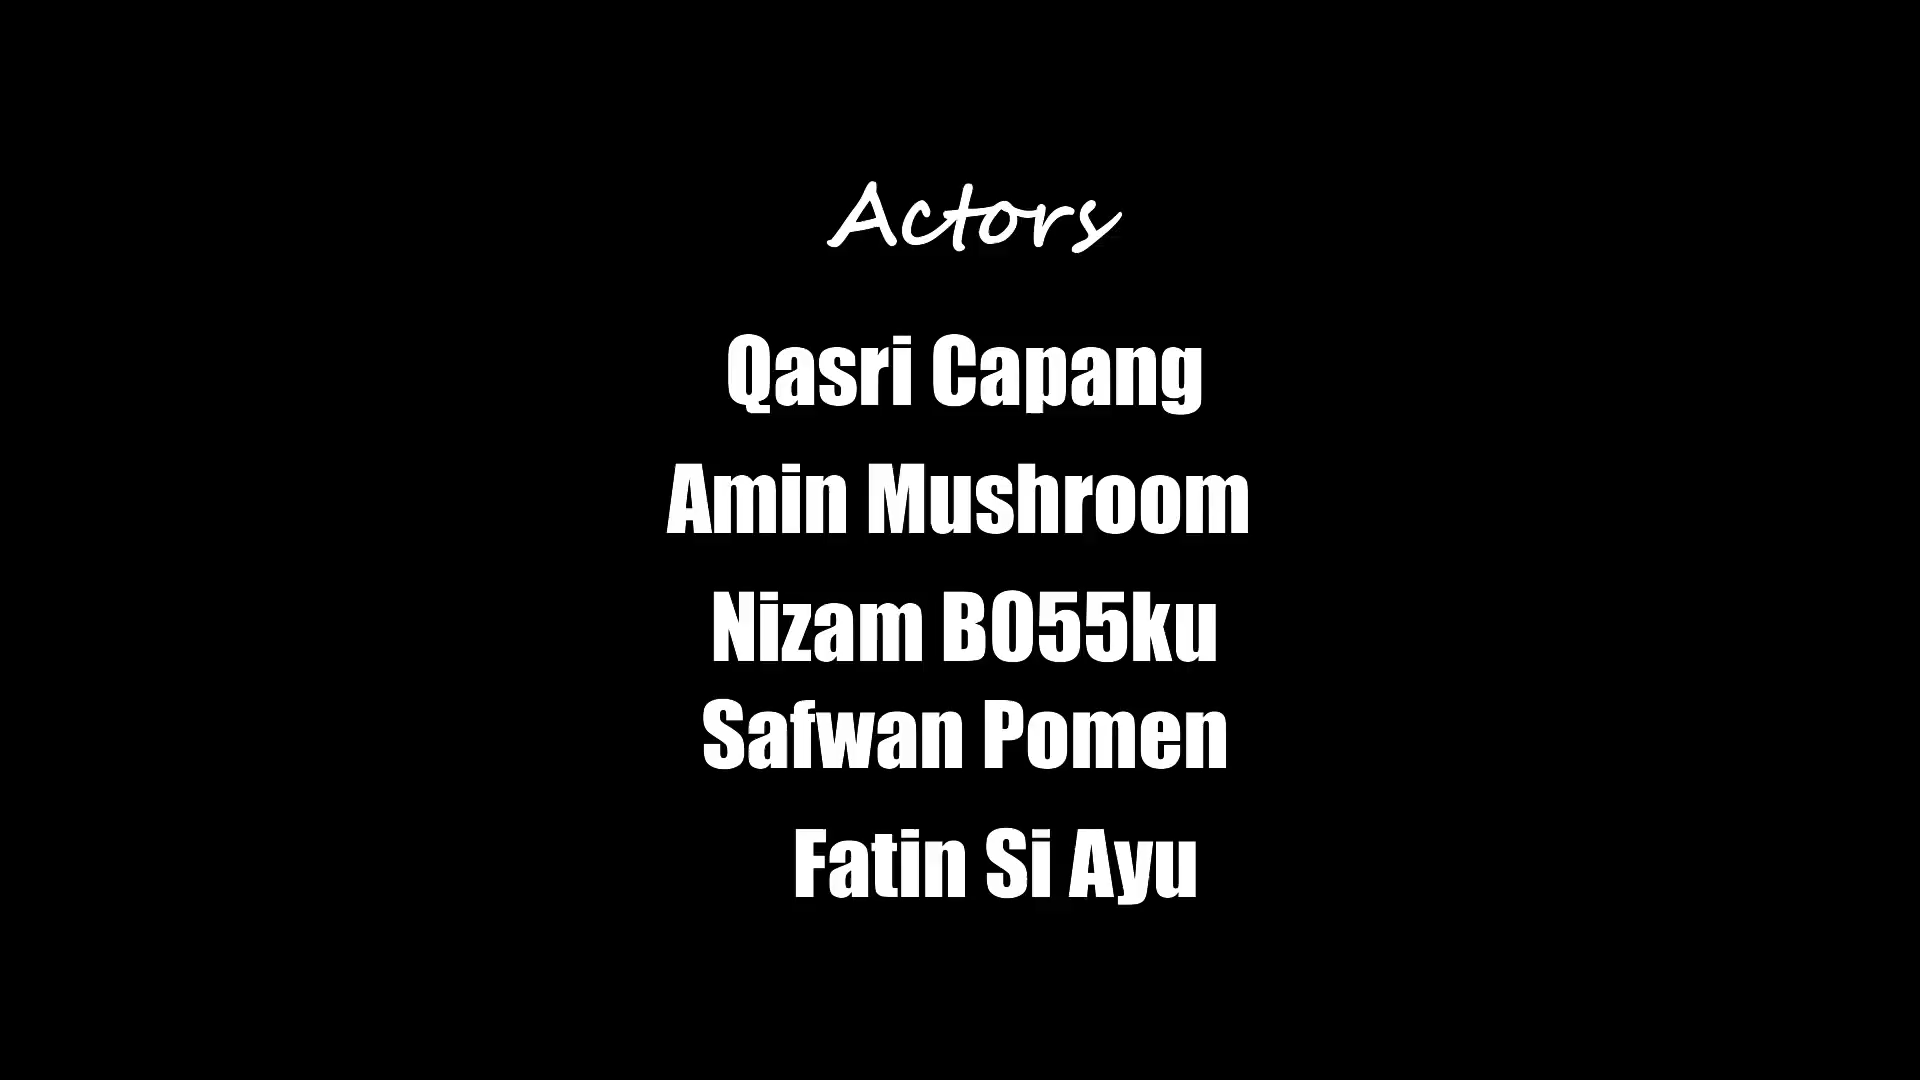 Actors
Qasri Capang
Amin Mushroom
Nizam BO55ku
Safwan Pomen
Fatin Si Ayu